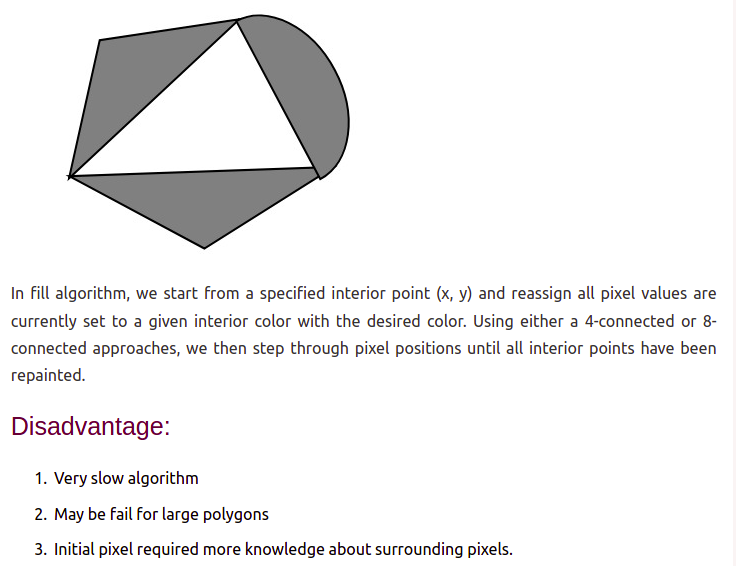 In fill algorithm, we start from a specified interior point (x, y) and reassign all pixel values are
currently set to a given interior color with the desired color. Using either a 4-connected or 8-
connected approaches, we then step through pixel positions until all interior points have been
repainted.
Disadvantage:
1. Very slow algorithm
2. May be fail for large polygons
3. Initial pixel required more knowledge about surrounding pixels.